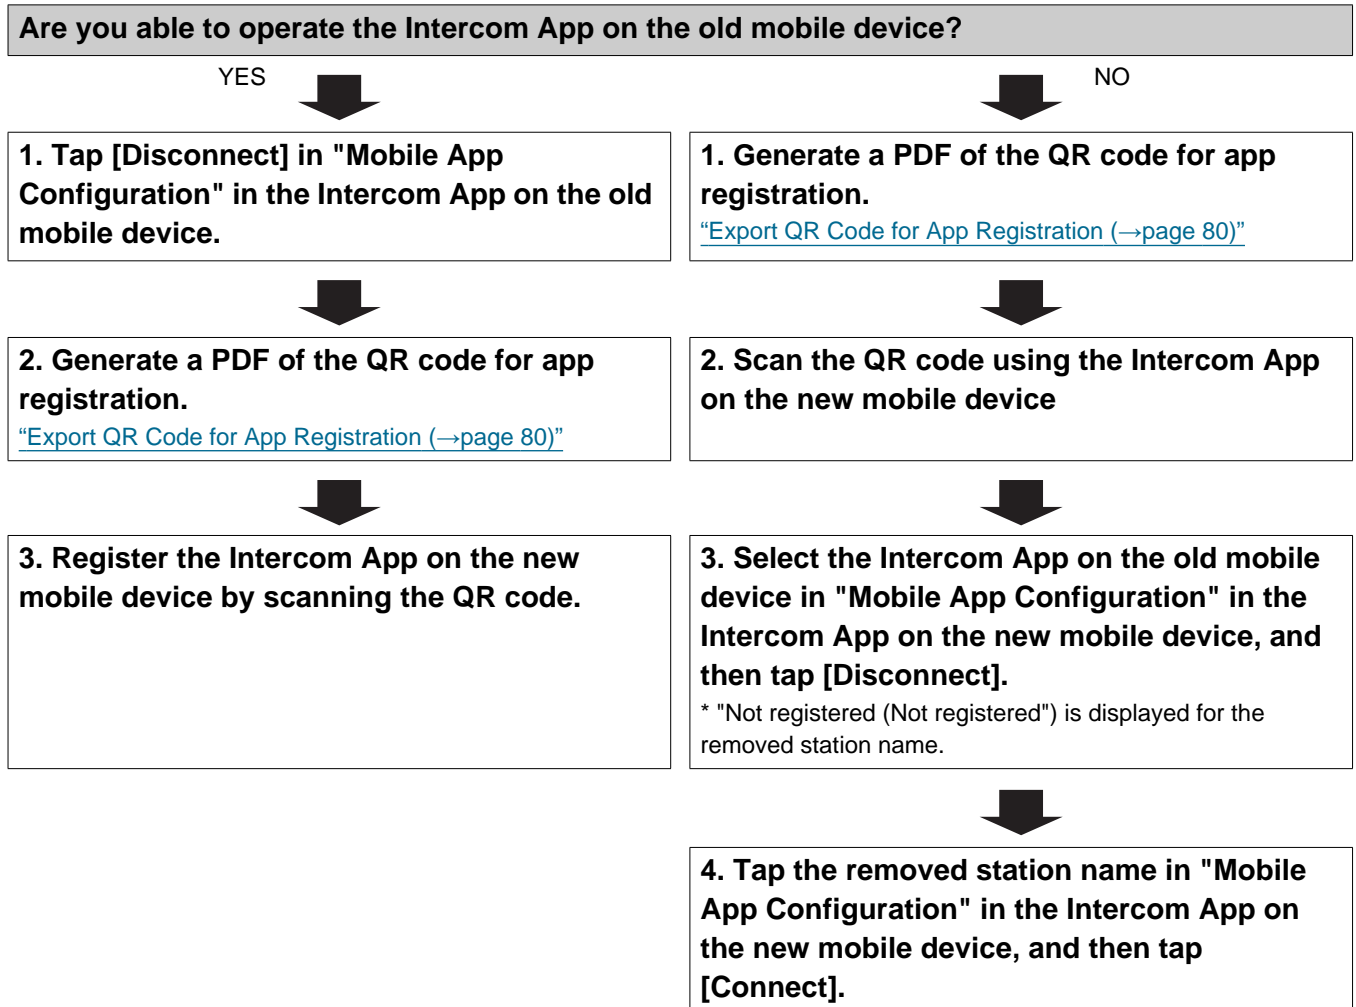 Are you able to operate the Intercom App on the old mobile device?
YES
NO
1. Tap [Disconnect] in "Mobile App
Configuration" in the Intercom App on the old
mobile device.
2. Generate a PDF of the QR code for app
registration.
“Export QR Code for App Registration (→page 80)”
3. Register the Intercom App on the new
mobile device by scanning the QR code.
1. Generate a PDF of the QR code for app
registration.
“Export QR Code for App Registration (→page 80)”
2. Scan the QR code using the Intercom App
on the new mobile device
3. Select the Intercom App on the old mobile
device in "Mobile App Configuration" in the
Intercom App on the new mobile device, and
then tap [Disconnect].
* "Not registered (Not registered") is displayed for the
removed station name.
4. Tap the removed station name in "Mobile
App Configuration" in the Intercom App on
the new mobile device, and then tap
[Connect].